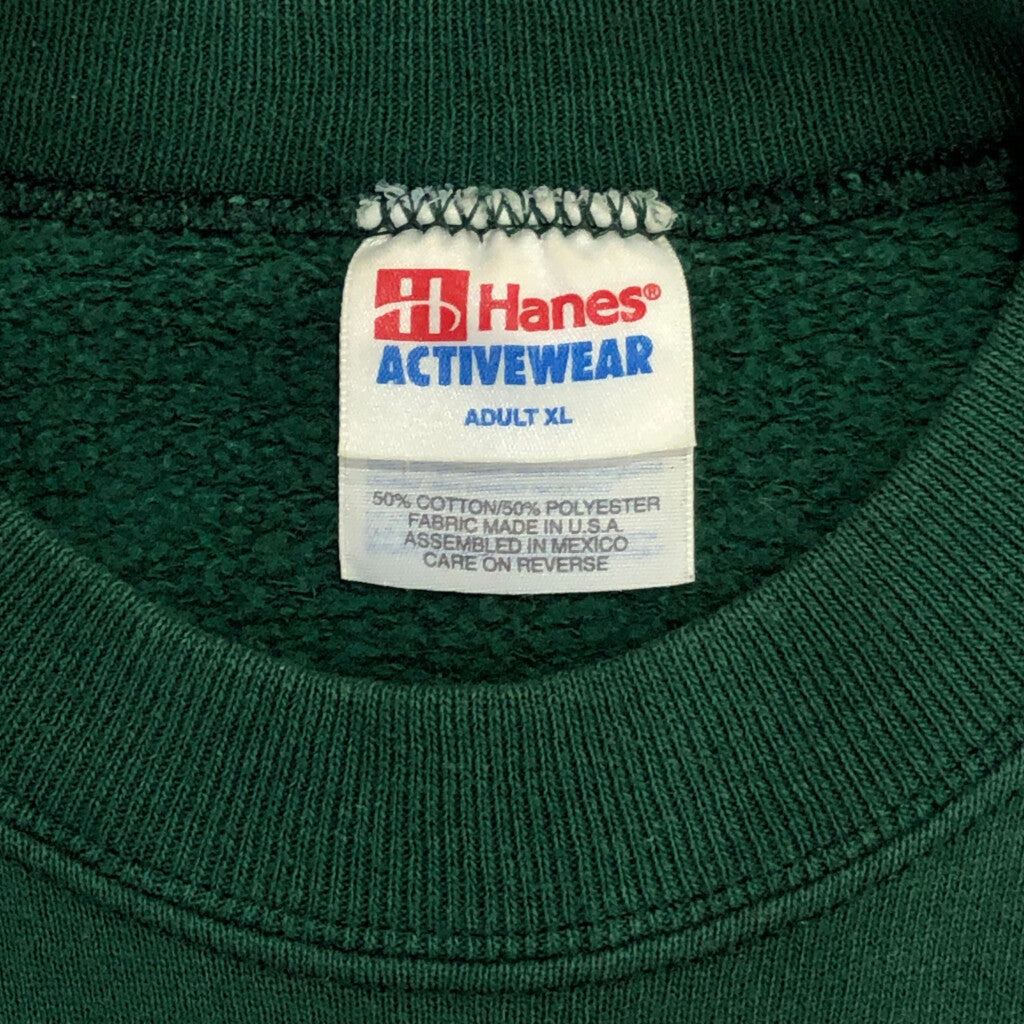 Hanes®
ACTIVEWEAR
ADULT XL
50% COTTON/50% POLYESTER
FABRIC MADE IN U.S.A.
ASSEMBLED IN MEXICO
CARE ON REVERSE